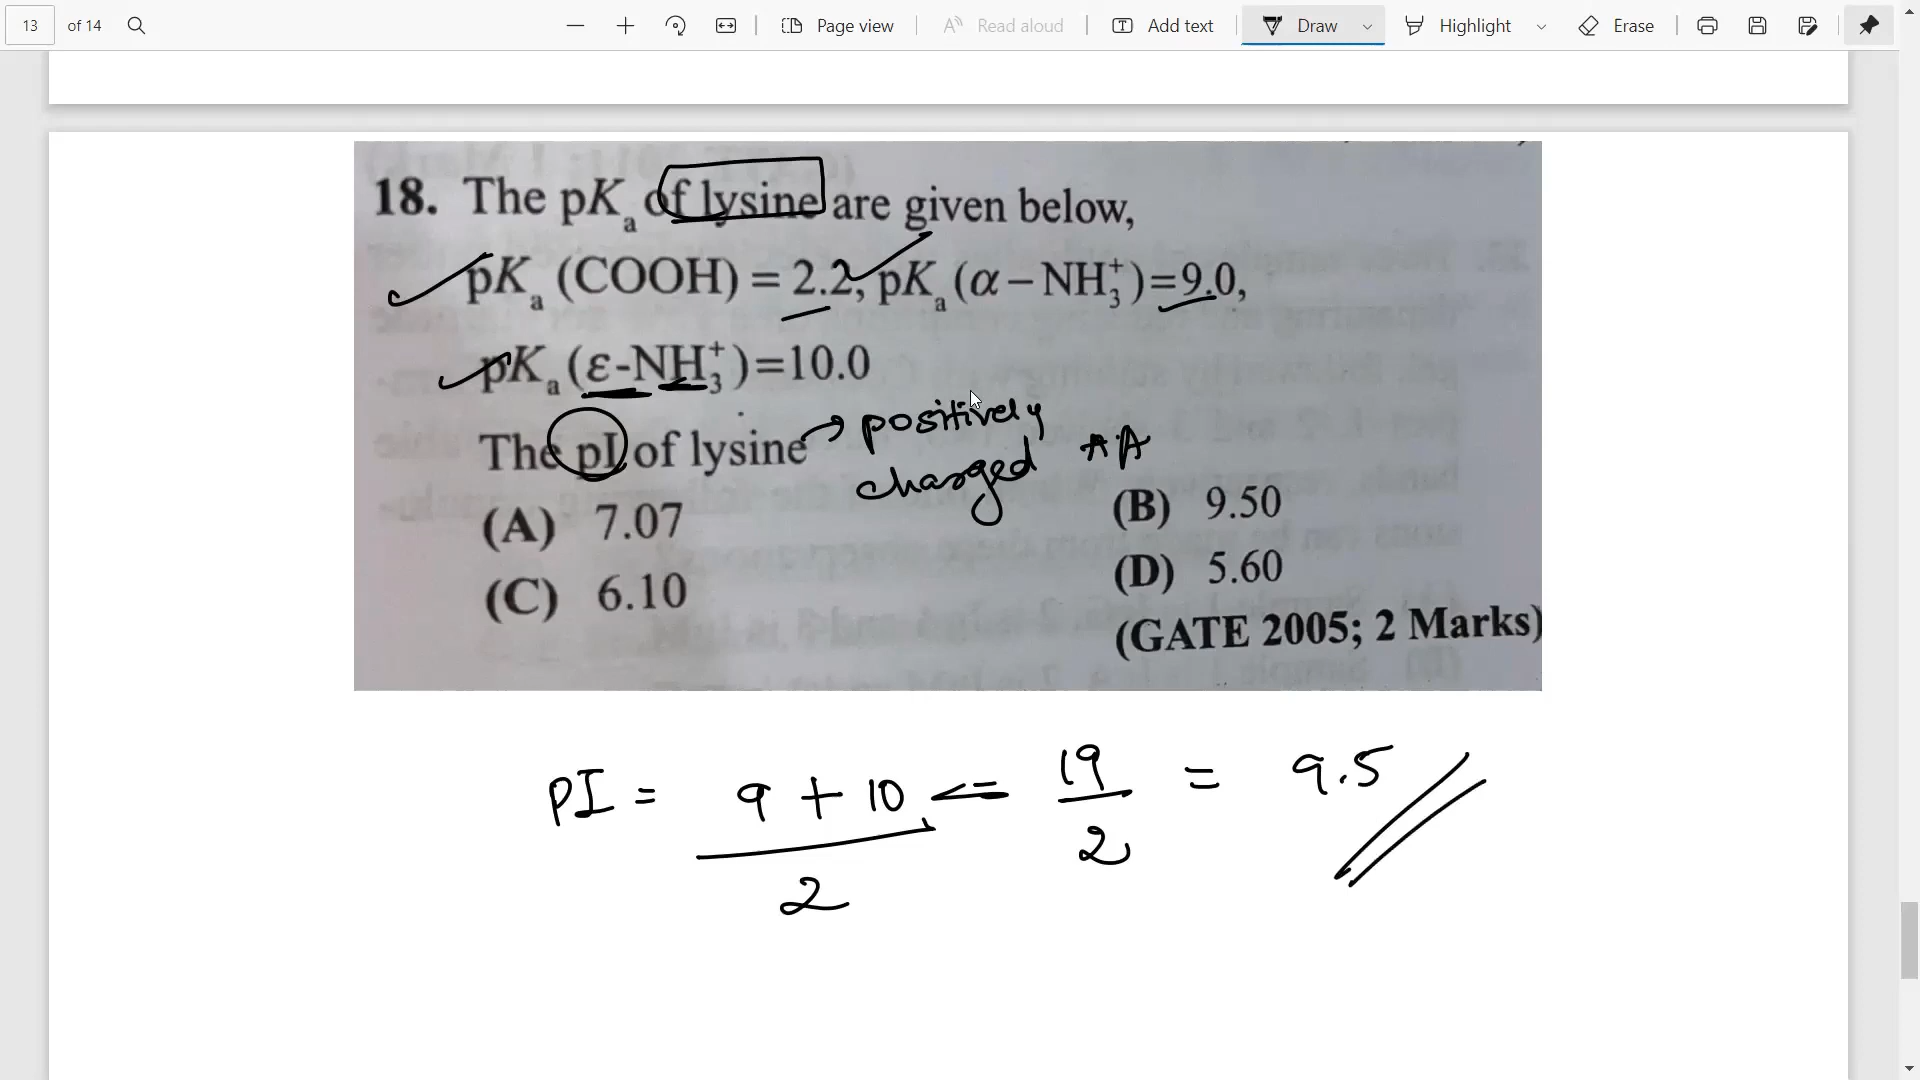 13 of 14 Page view Read aloud Add text Draw Highlight Erase
18. The pKa of lysine are given below,
pKa (COOH) = 2.2, pKa (α – NH3+)=9.0,
pKa (ε-NH3+)=10.0
The pI of lysine → positively charged AA
(A) 7.07
(B) 9.50
(C) 6.10
(D) 5.60
(GATE 2005; 2 Marks)
PI = 9 + 10 / 2 = 19 / 2 = 9.5